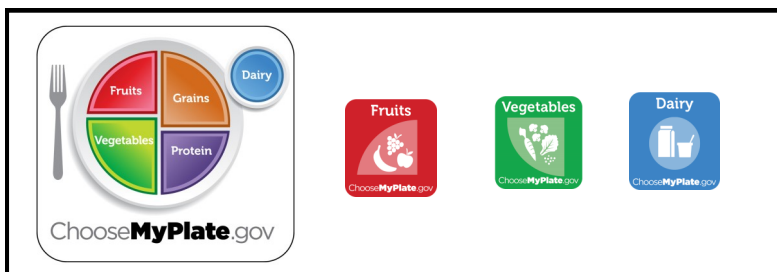 Fruits
Grains
Dairy
Vegetables
Protein
ChooseMyPlate.gov
Fruits
ChooseMyPlate.gov
Vegetables
ChooseMyPlate.gov
Dairy
ChooseMyPlate.gov